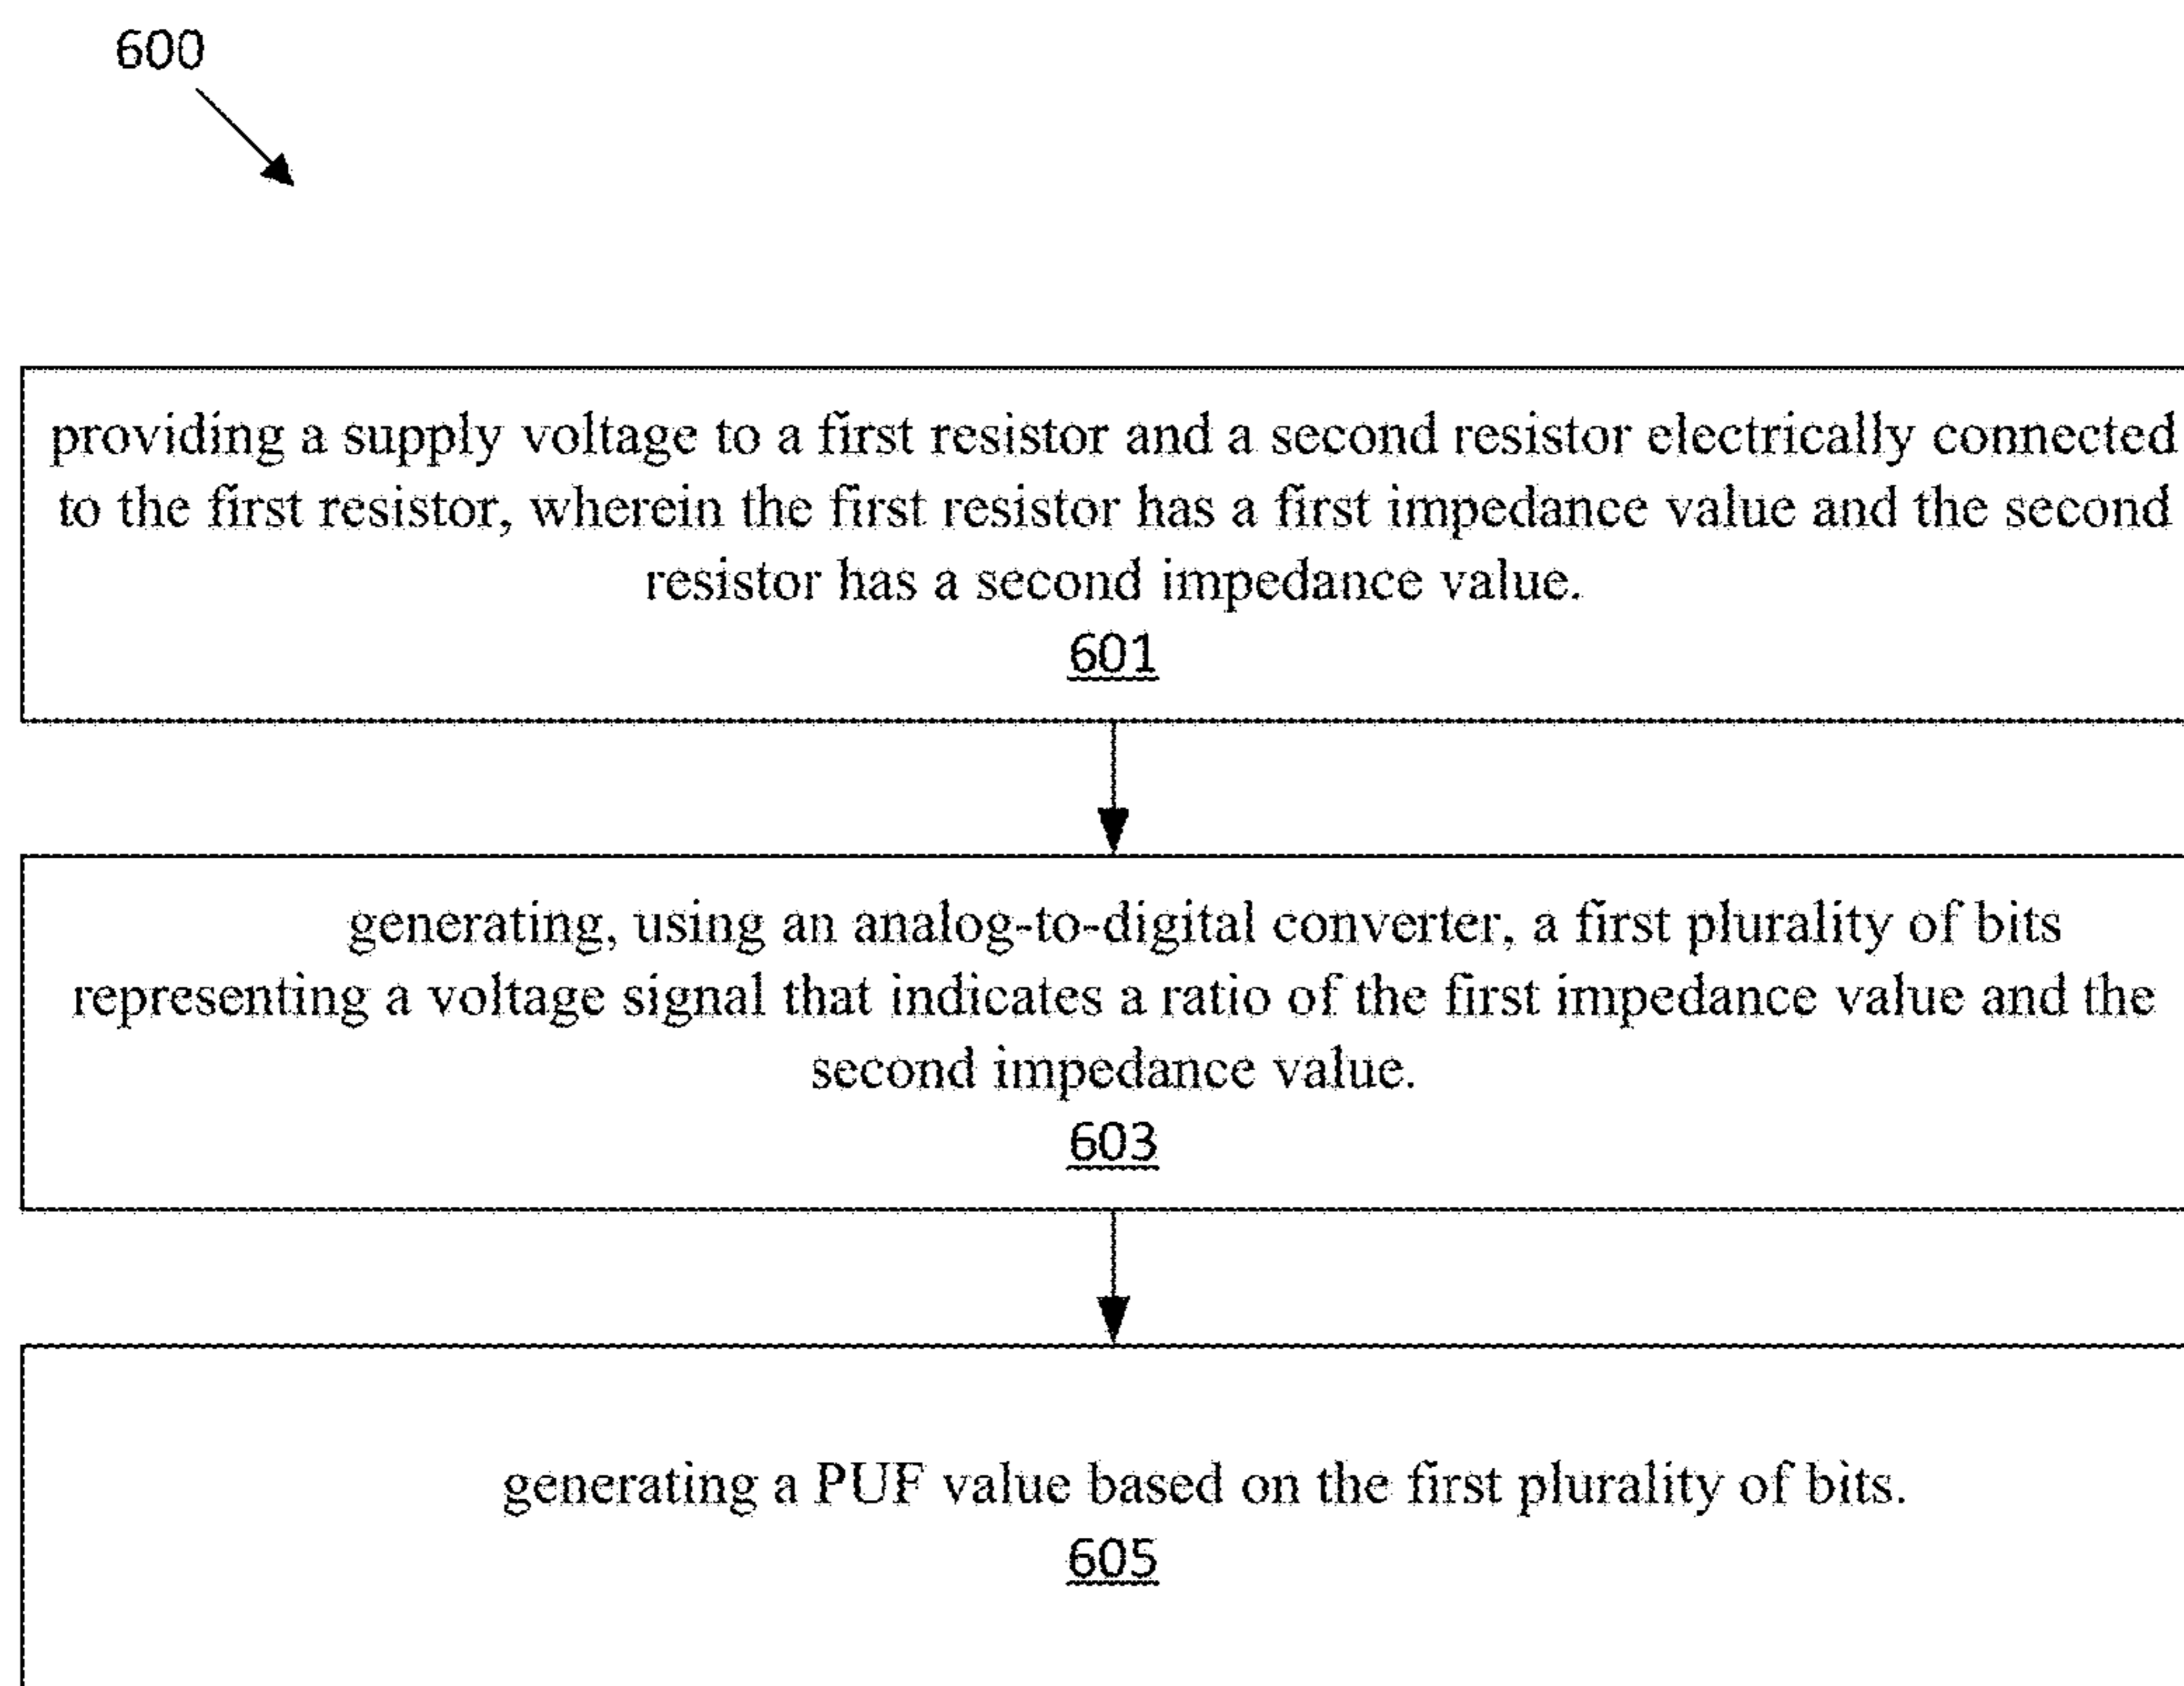 600
providing a supply voltage to a first resistor and a second resistor electrically connected
to the first resistor, wherein the first resistor has a first impedance value and the second
resistor has a second impedance value.
601
generating, using an analog-to-digital converter, a first plurality of bits
representing a voltage signal that indicates a ratio of the first impedance value and the
second impedance value.
603
generating a PUF value based on the first plurality of bits.
605